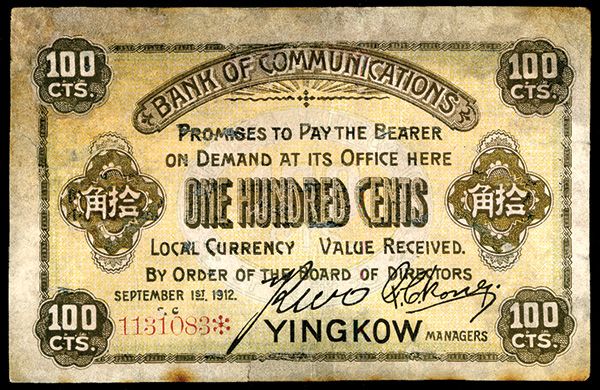 100 CTS.
100 CTS.
BANK OF COMMUNICATIONS
PROMISES TO PAY THE BEARER
ON DEMAND AT ITS OFFICE HERE
角拾
ONE HUNDRED CENTS
角拾
LOCAL CURRENCY VALUE RECEIVED.
BY ORDER OF THE BOARD OF DIRECTORS
SEPTEMBER 1ST. 1912.
1131083*
YINGKOW MANAGERS
100 CTS.
100 CTS.